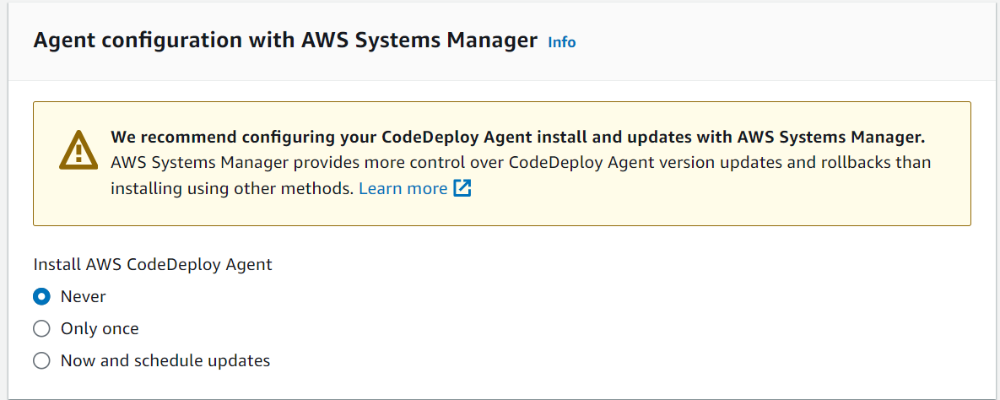 Agent configuration with AWS Systems Manager Info
We recommend configuring your CodeDeploy Agent install and updates with AWS Systems Manager.
AWS Systems Manager provides more control over CodeDeploy Agent version updates and rollbacks than
installing using other methods. Learn more
Install AWS CodeDeploy Agent
Never
Only once
Now and schedule updates